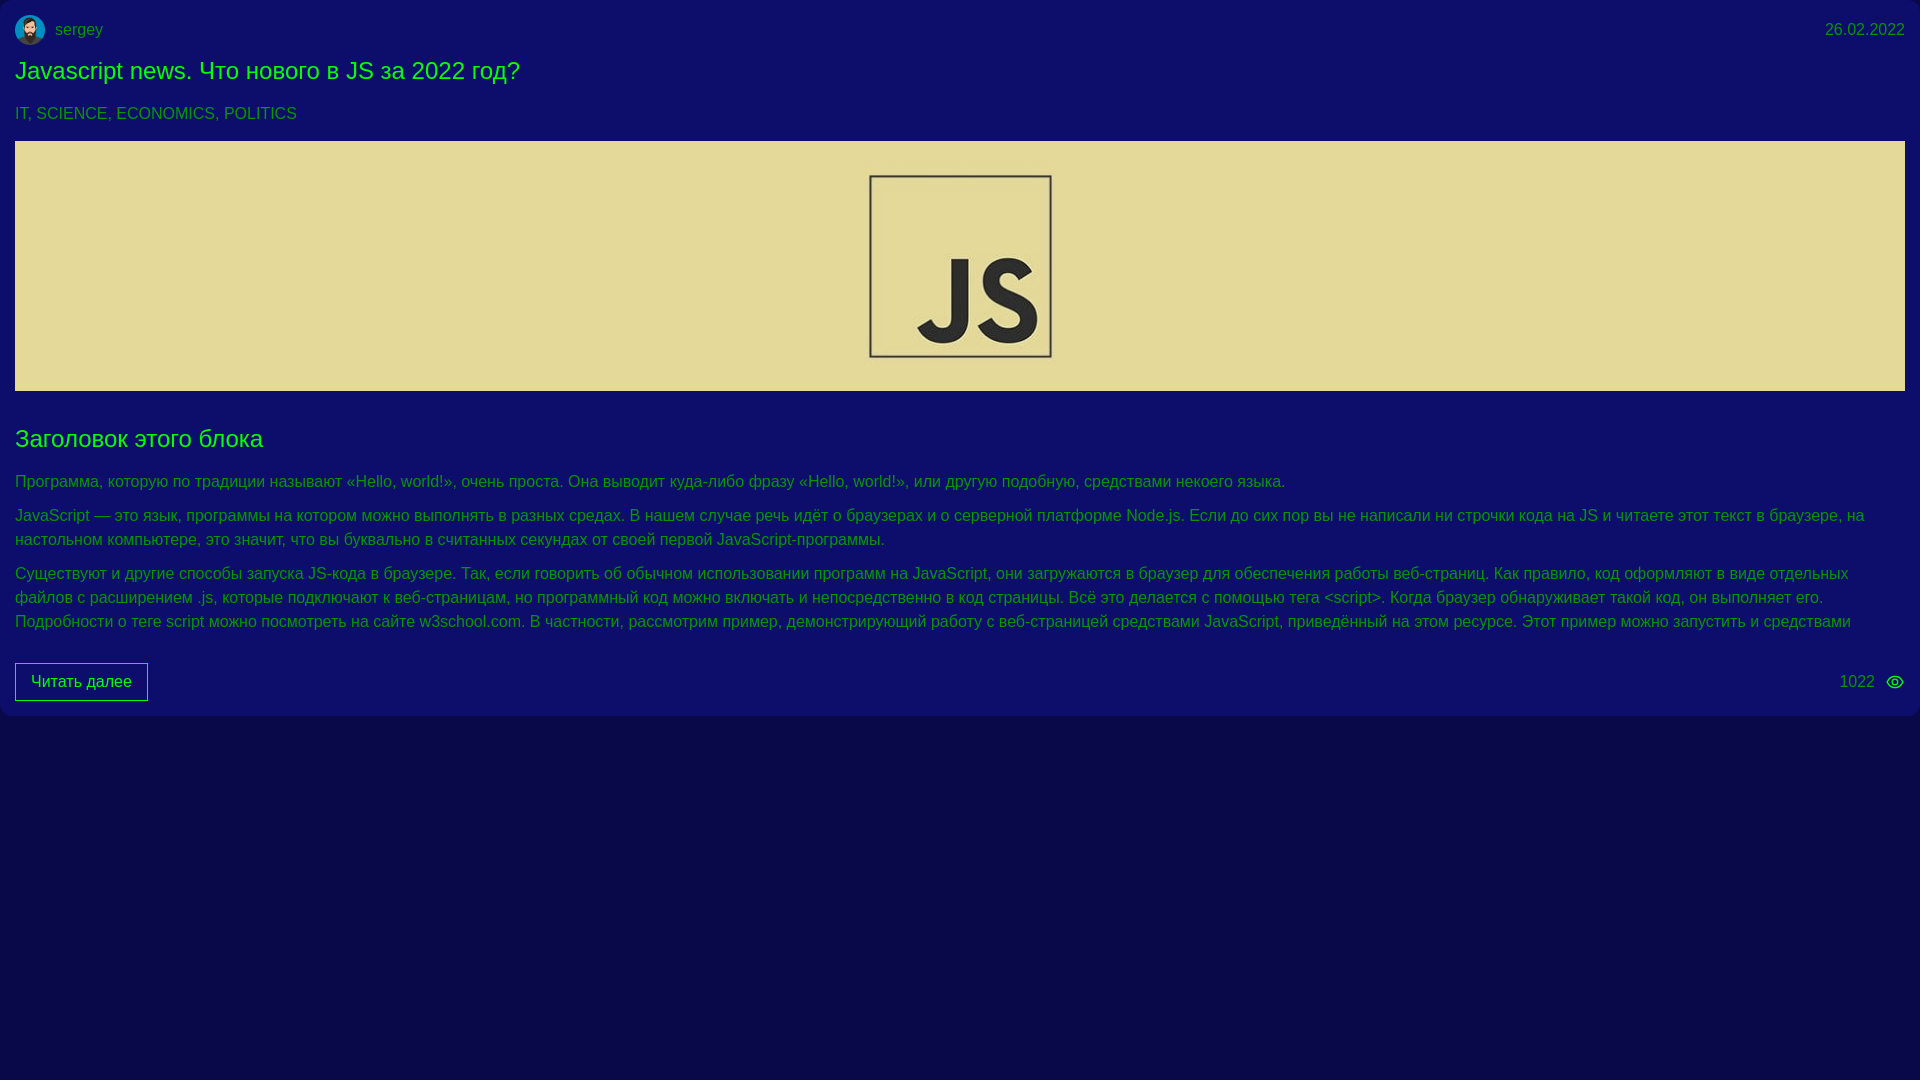 sergey
26.02.2022
Javascript news. Что нового в JS за 2022 год?
IT, SCIENCE, ECONOMICS, POLITICS
JS
Заголовок этого блока
Программа, которую по традиции называют «Hello, world!», очень проста. Она выводит куда-либо фразу «Hello, world!», или другую подобную, средствами некоего языка.
JavaScript — это язык, программы на котором можно выполнять в разных средах. В нашем случае речь идёт о браузерах и о серверной платформе Node.js. Если до сих пор вы не написали ни строчки кода на JS и читаете этот текст в браузере, на
настольном компьютере, это значит, что вы буквально в считанных секундах от своей первой JavaScript-программы.
Существуют и другие способы запуска JS-кода в браузере. Так, если говорить об обычном использовании программ на JavaScript, они загружаются в браузер для обеспечения работы веб-страниц. Как правило, код оформляют в виде отдельных
файлов с расширением .js, которые подключают к веб-страницам, но программный код можно включать и непосредственно в код страницы. Всё это делается с помощью тега <script>. Когда браузер обнаруживает такой код, он выполняет его.
Подробности о теге script можно посмотреть на сайте w3school.com. В частности, рассмотрим пример, демонстрирующий работу с веб-страницей средствами JavaScript, приведённый на этом ресурсе. Этот пример можно запустить и средствами
Читать далее
1022